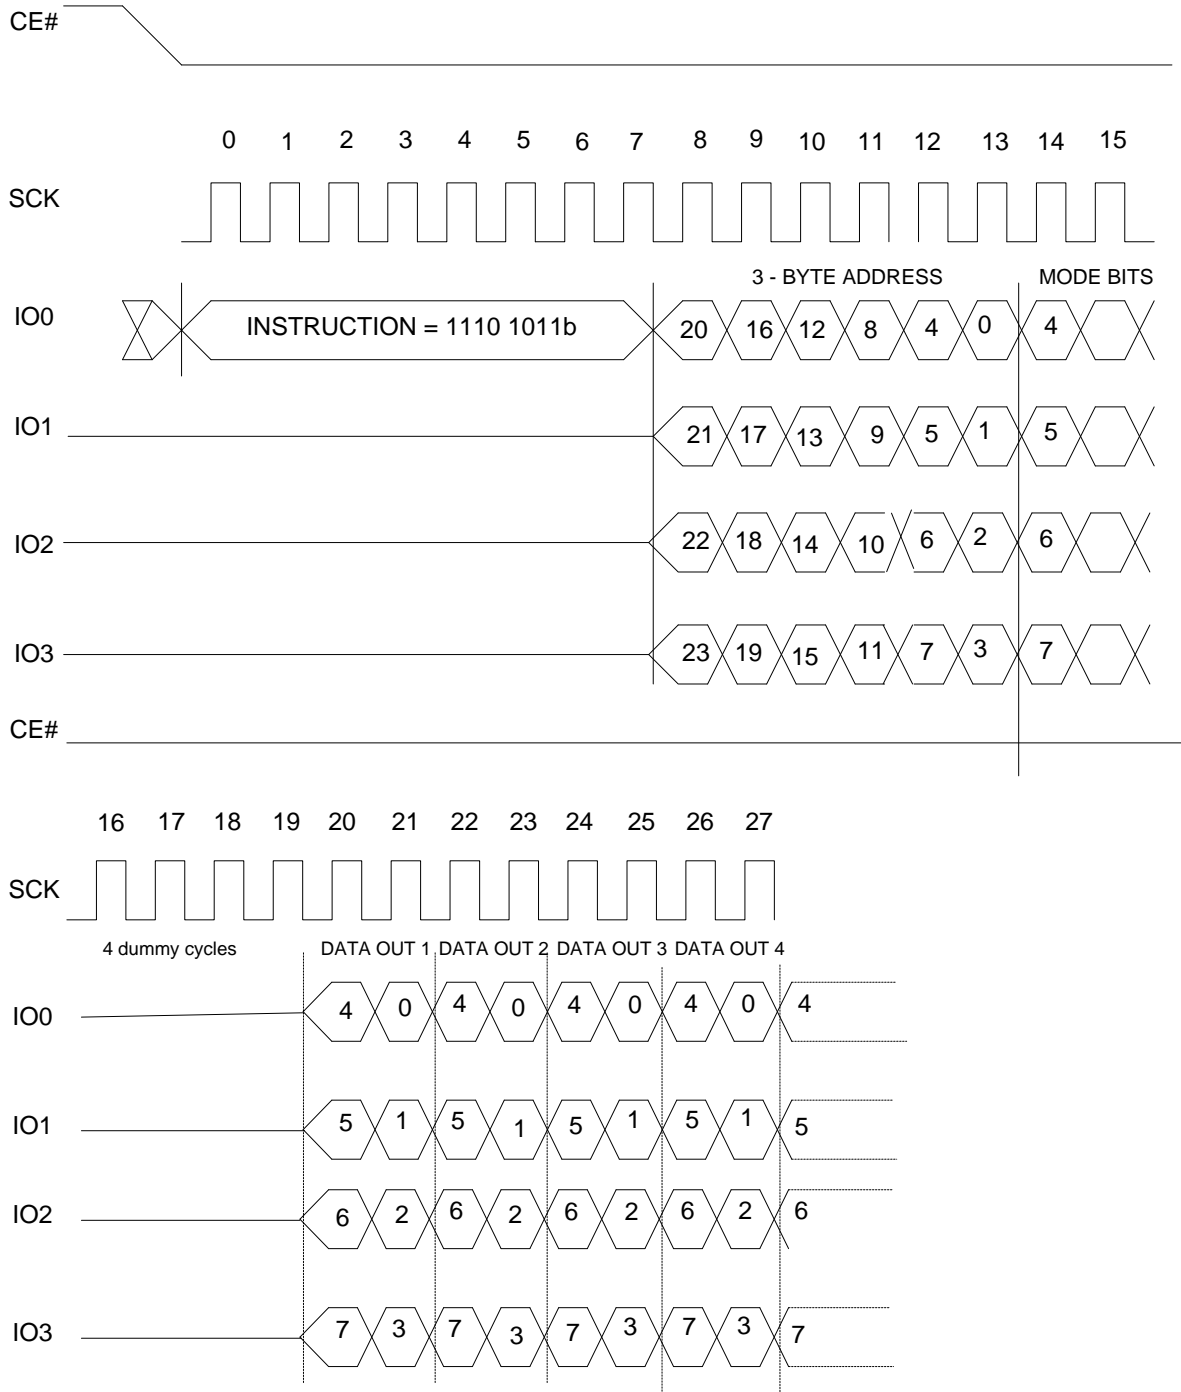 CE#
0 1 2 3 4 5 6 7 8 9 10 11 12 13 14 15
SCK
3 - BYTE ADDRESS MODE BITS
IO0 INSTRUCTION = 1110 1011b 20 16 12 8 4 0 4
IO1 21 17 13 9 5 1 5
IO2 22 18 14 10 6 2 6
IO3 23 19 15 11 7 3 7
CE#
16 17 18 19 20 21 22 23 24 25 26 27
SCK
4 dummy cycles DATA OUT 1 DATA OUT 2 DATA OUT 3 DATA OUT 4
IO0 4 0 4 0 4 0 4 0 4
IO1 5 1 5 1 5 1 5 1 5
IO2 6 2 6 2 6 2 6 2 6
IO3 7 3 7 3 7 3 7 3 7